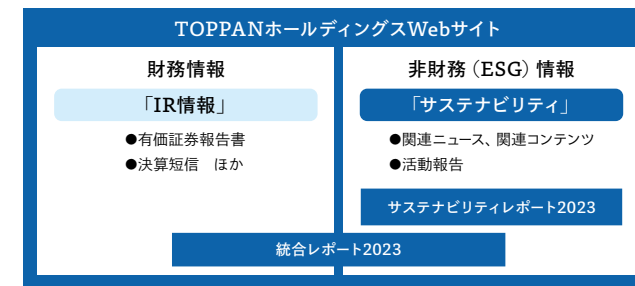 TOPPANホールディングスWebサイト
財務情報
「IR情報」
●有価証券報告書
●決算短信　ほか
非財務（ESG）情報
「サステナビリティ」
●関連ニュース、関連コンテンツ
●活動報告
サステナビリティレポート2023
統合レポート2023